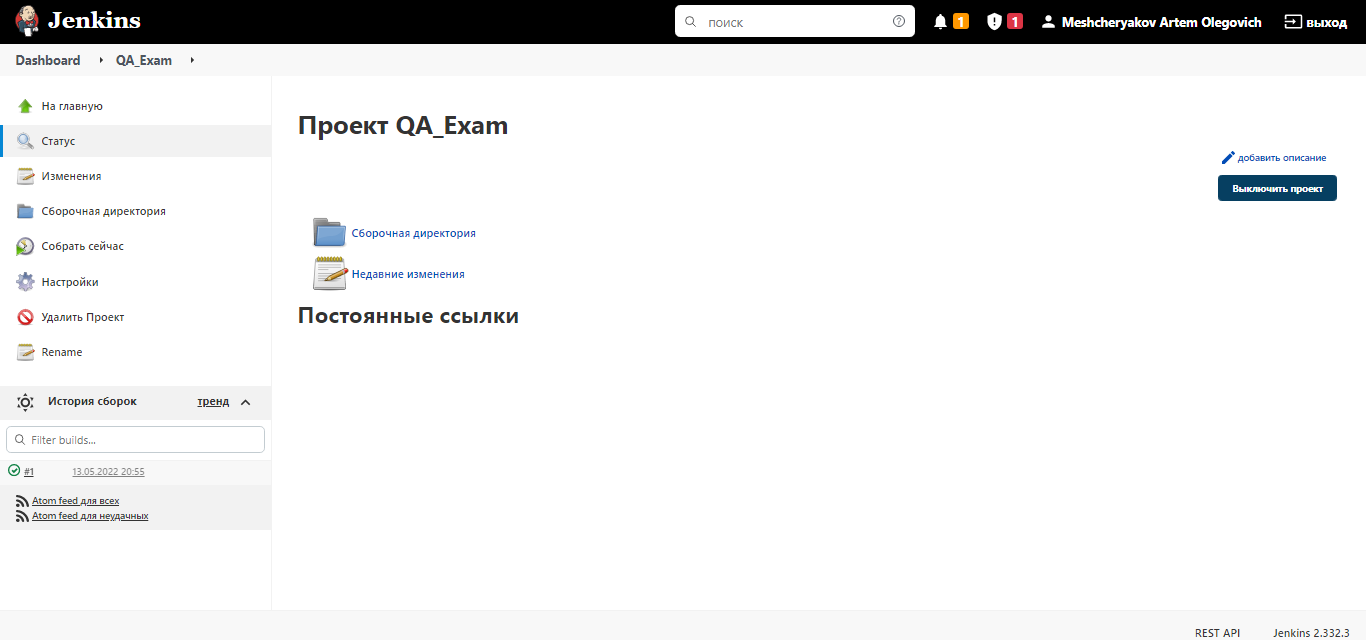 Jenkins
поиск
1
1
Meshcheryakov Artem Olegovich
выход
Dashboard
QA_Exam
На главную
Статус
Изменения
Сборочная директория
Собрать сейчас
Настройки
Удалить Проект
Rename
История сборок
тренд
Filter builds...
#1
13.05.2022 20:55
Atom feed для всех
Atom feed для неудачных
Проект QA_Exam
добавить описание
Выключить проект
Сборочная директория
Недавние изменения
Постоянные ссылки
REST API
Jenkins 2.332.3